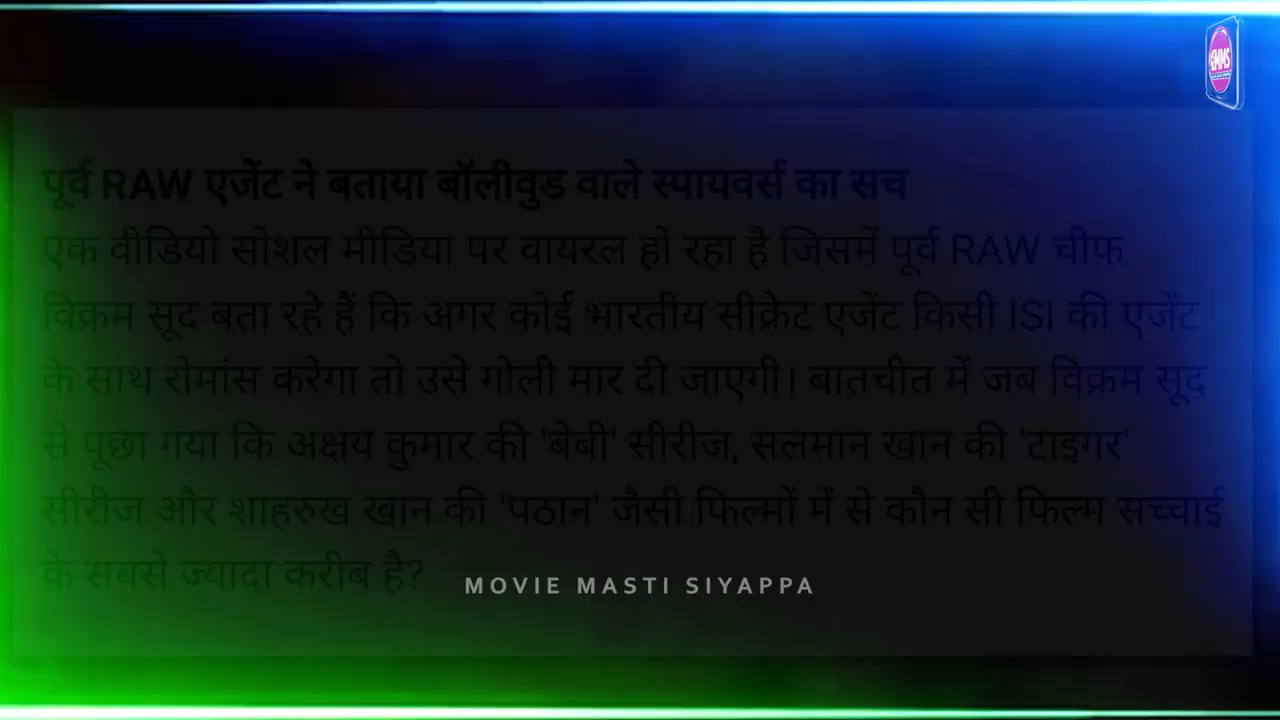 MMS
पूर्व RAW एजेंट ने बताया बॉलीवुड वाले स्पायवर्स का सच
एक वीडियो सोशल मीडिया पर वायरल हो रहा है जिसमें पूर्व RAW चीफ
विक्रम सूद बता रहे हैं कि अगर कोई भारतीय सीक्रेट एजेंट किसी ISI की एजेंट
के साथ रोमांस करेगा तो उसे गोली मार दी जाएगी। बातचीत में जब विक्रम सूद
से पूछा गया कि अक्षय कुमार की 'बेबी' सीरीज, सलमान खान की 'टाइगर'
सीरीज और शाहरुख खान की 'पठान' जैसी फिल्मों में से कौन सी फिल्म सच्चाई
के सबसे ज्यादा करीब है?
MOVIE MASTI SIYAPPA